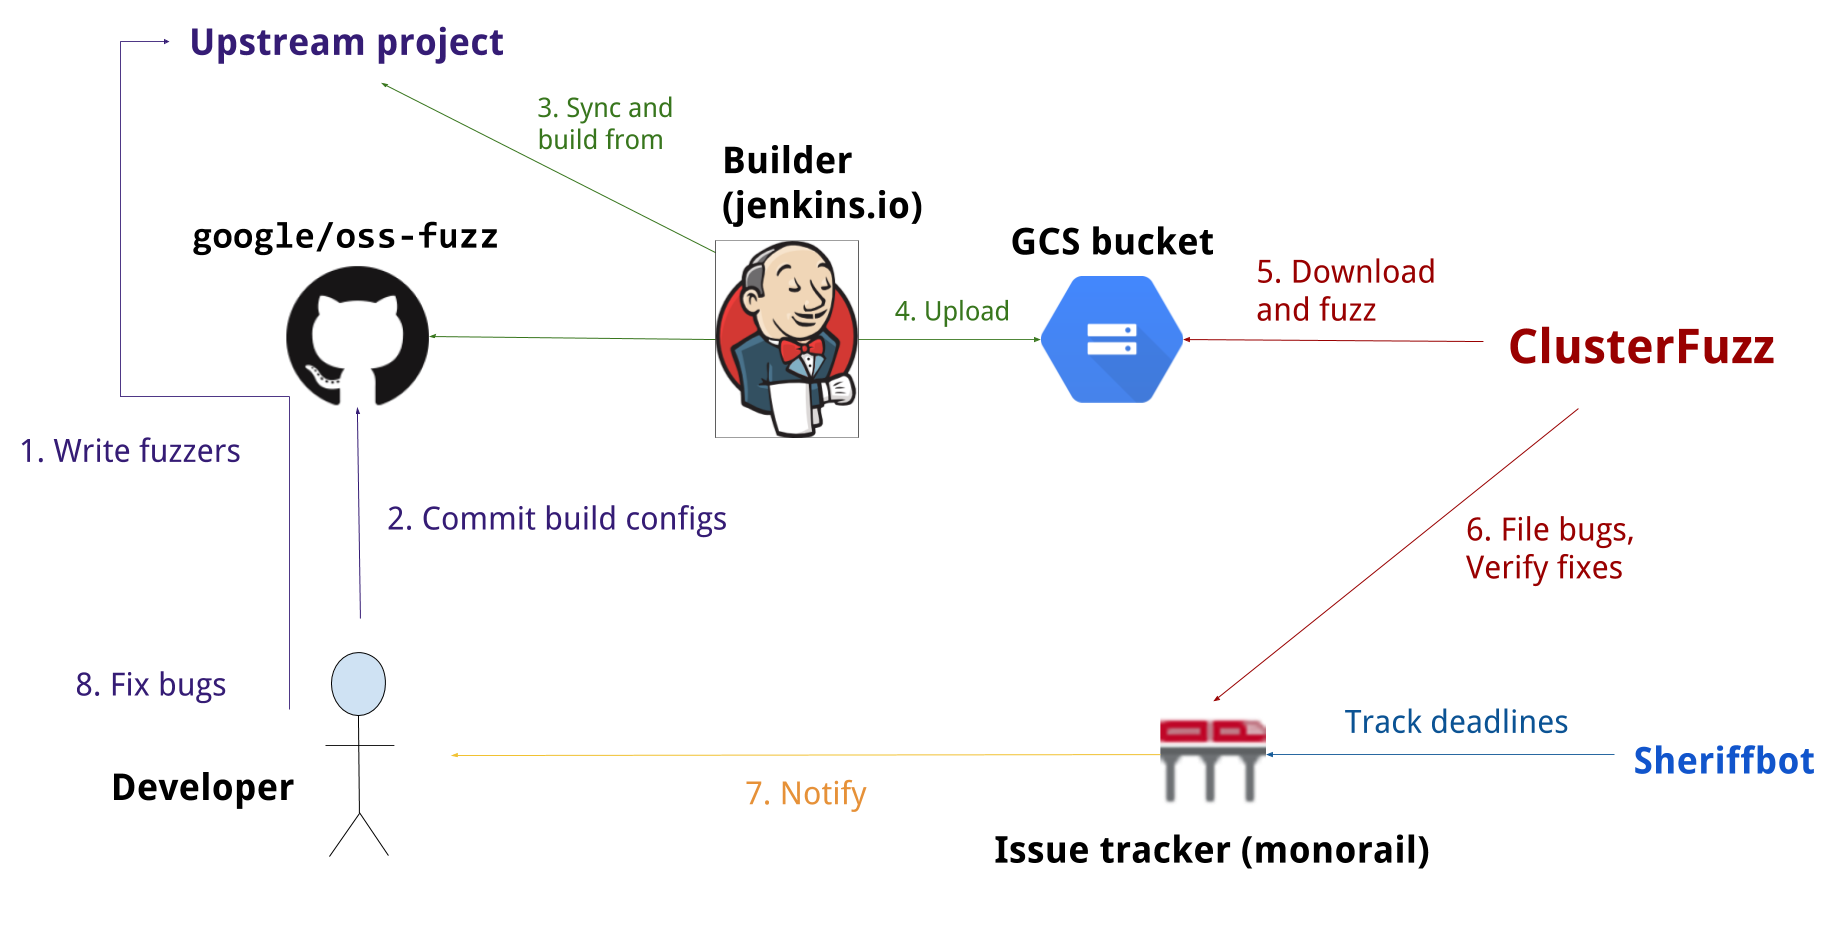 Upstream project
3. Sync and
build from
Builder
(jenkins.io)
google/oss-fuzz
GCS bucket
5. Download
and fuzz
4. Upload
ClusterFuzz
1. Write fuzzers
2. Commit build configs
6. File bugs,
Verify fixes
8. Fix bugs
Track deadlines
Sheriffbot
Developer
7. Notify
Issue tracker (monorail)